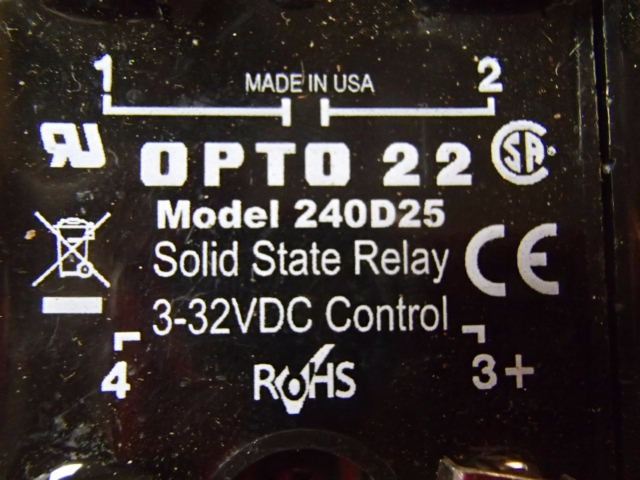 1 MADE IN USA 2
OPTO 22
Model 240D25
Solid State Relay
3-32VDC Control
4 RoHS 3+